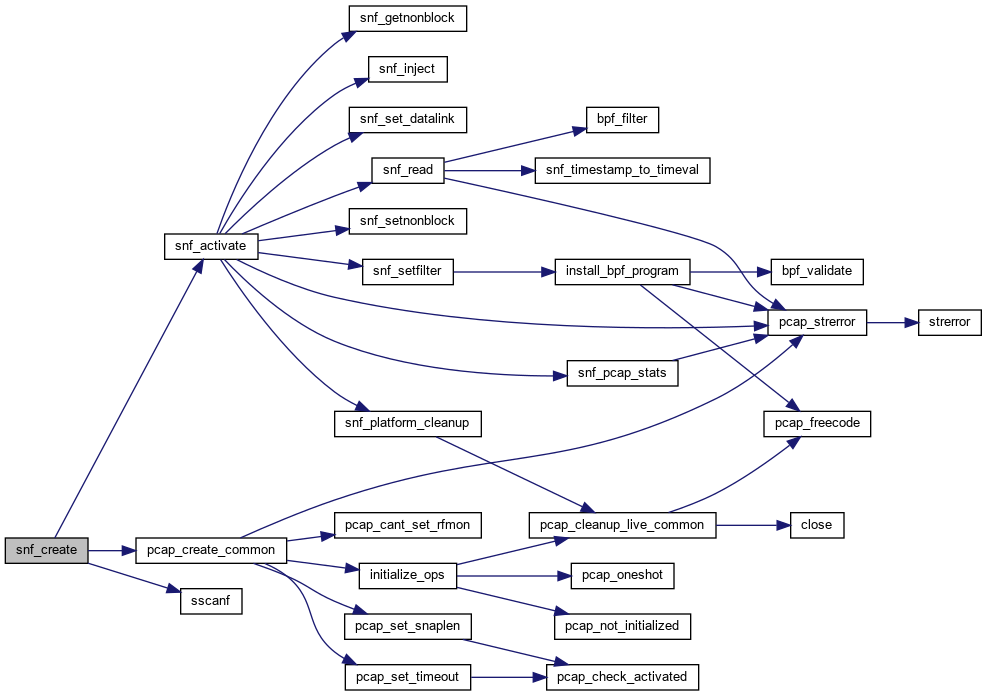 snf_getnonblock
snf_inject
snf_set_datalink
bpf_filter
snf_read
snf_timestamp_to_timeval
snf_setnonblock
snf_activate
snf_setfilter
install_bpf_program
bpf_validate
pcap_strerror
strerror
snf_pcap_stats
snf_platform_cleanup
pcap_freecode
pcap_cant_set_rfmon
pcap_cleanup_live_common
close
snf_create
pcap_create_common
initialize_ops
pcap_oneshot
sscanf
pcap_set_snaplen
pcap_not_initialized
pcap_set_timeout
pcap_check_activated